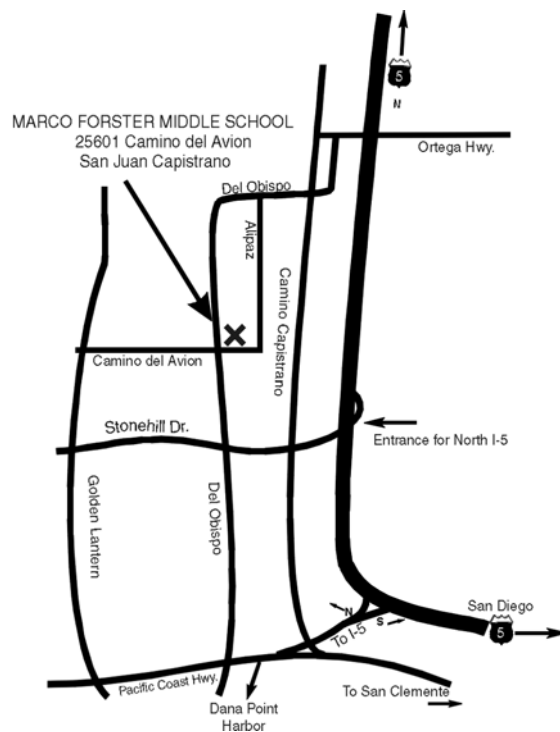 5
N
MARCO FORSTER MIDDLE SCHOOL
25601 Camino del Avion
San Juan Capistrano
Ortega Hwy.
Del Obispo
Alipaz
Camino Capistrano
Camino del Avion
Stonehill Dr.
Entrance for North I-5
Golden Lantern
Del Obispo
San Diego
5
N
S
To I-5
Pacific Coast Hwy.
To San Clemente
Dana Point
Harbor